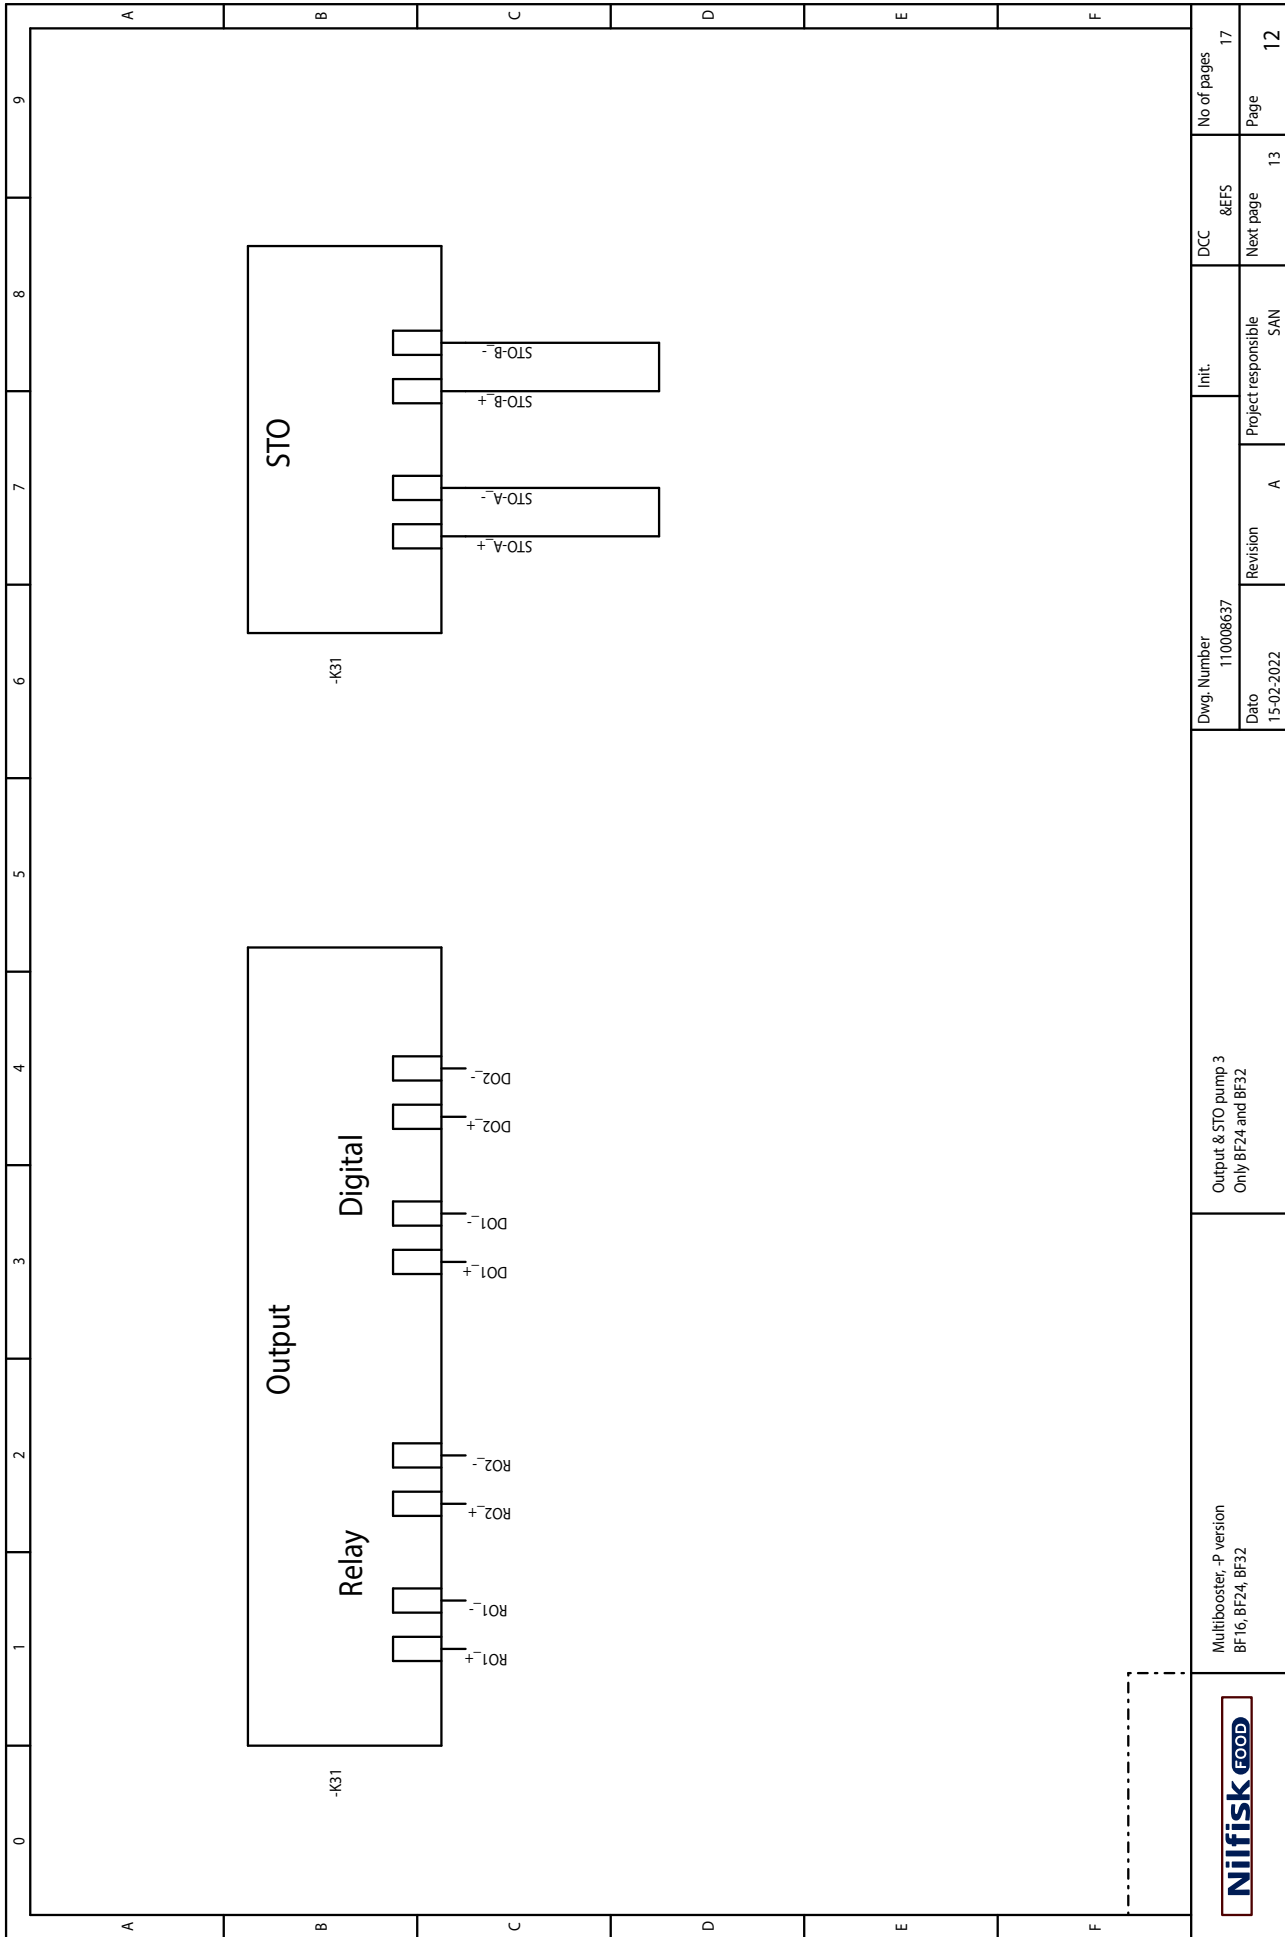 0 1 2 3 4 5 6 7 8 9
A A
B B
C C
D D
E E
F F
Output
Relay
Digital
-K31
RO1_+
RO1_-
RO2_+
RO2_-
DO1_+
DO1_-
DO2_+
DO2_-
STO
-K31
STO-A_+
STO-A_-
STO-B_+
STO-B_-
Nilfisk FOOD
Multibooster, -P version
BF16, BF24, BF32
Output & STO pump 3
Only BF24 and BF32
Dwg. Number
110008637
Init.
DCC
&EFS
No of pages
17
Dato
15-02-2022
Revision
A
Project responsible
SAN
Next page
13
Page
12